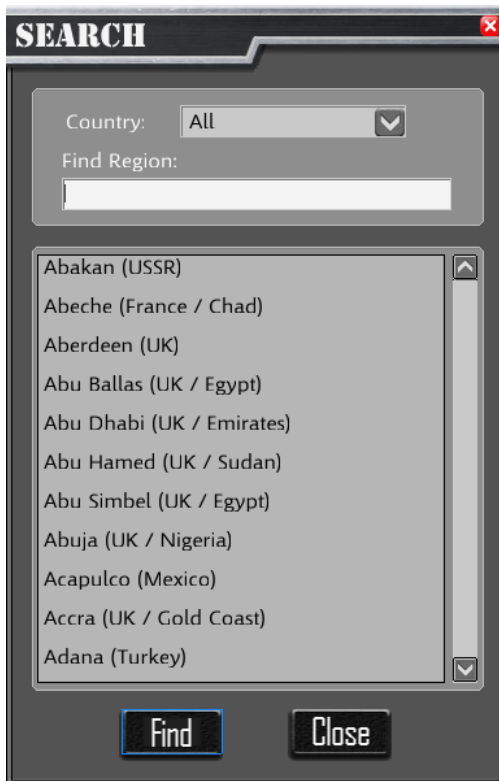 SEARCH
Country: All
Find Region:
Abakan (USSR)
Abeche (France / Chad)
Aberdeen (UK)
Abu Ballas (UK / Egypt)
Abu Dhabi (UK / Emirates)
Abu Hamed (UK / Sudan)
Abu Simbel (UK / Egypt)
Abuja (UK / Nigeria)
Acapulco (Mexico)
Accra (UK / Gold Coast)
Adana (Turkey)
Find Close